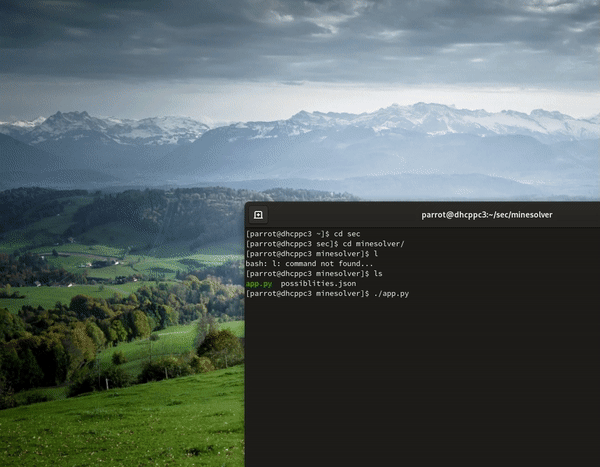 parrot@dhcppc3:~/sec/minesolver
[parrot@dhcppc3 ~]$ cd sec
[parrot@dhcppc3 sec]$ cd minesolver/
[parrot@dhcppc3 minesolver]$ l
bash: l: command not found...
[parrot@dhcppc3 minesolver]$ ls
app.py  possiblities.json
[parrot@dhcppc3 minesolver]$ ./app.py